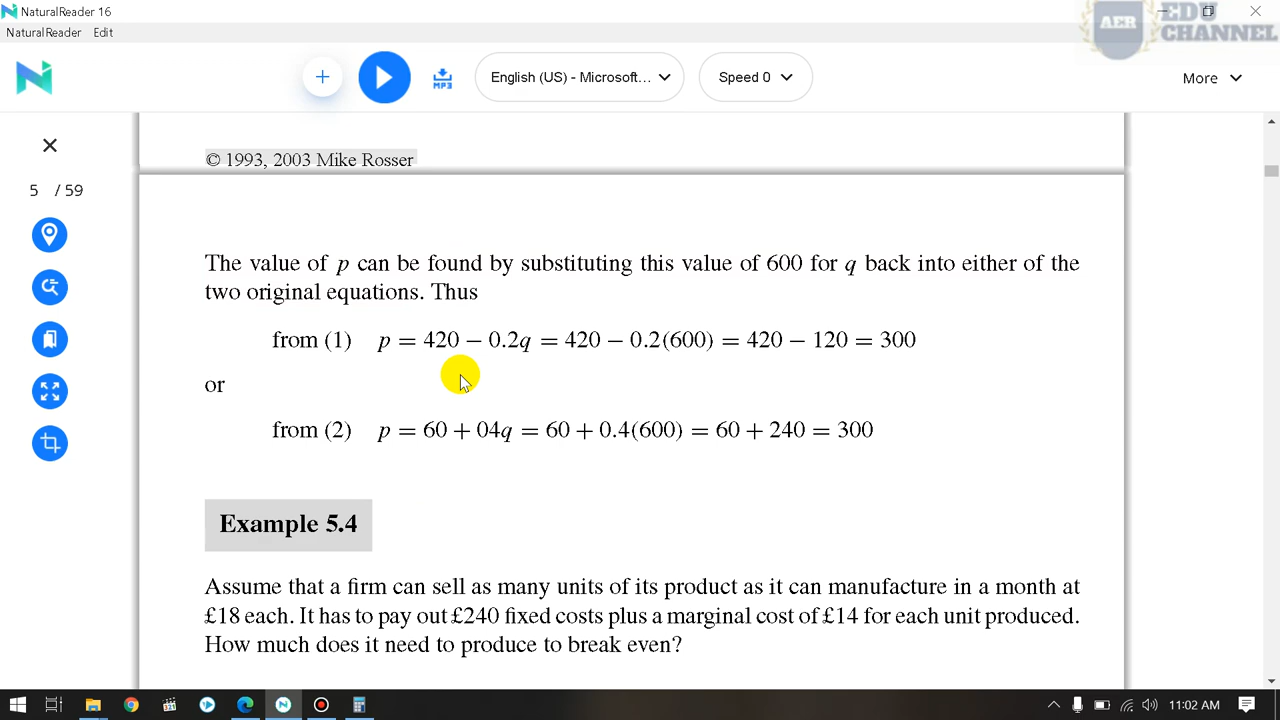 NaturalReader 16
NaturalReader Edit
AER EDU CHANNEL
MP3
English (US) - Microsoft...
Speed 0
More
© 1993, 2003 Mike Rosser
5 / 59
The value of p can be found by substituting this value of 600 for q back into either of the
two original equations. Thus
from (1) p = 420 − 0.2q = 420 − 0.2(600) = 420 − 120 = 300
or
from (2) p = 60 + 04q = 60 + 0.4(600) = 60 + 240 = 300
Example 5.4
Assume that a firm can sell as many units of its product as it can manufacture in a month at
£18 each. It has to pay out £240 fixed costs plus a marginal cost of £14 for each unit produced.
How much does it need to produce to break even?
11:02 AM